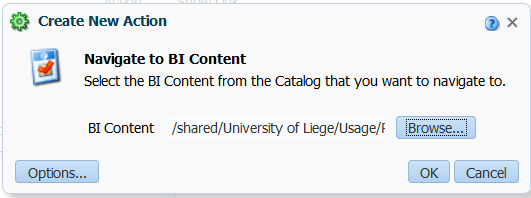 Create New Action
Navigate to BI Content
Select the BI Content from the Catalog that you want to navigate to.
BI Content /shared/University of Liege/Usage/F Browse...
Options... OK Cancel